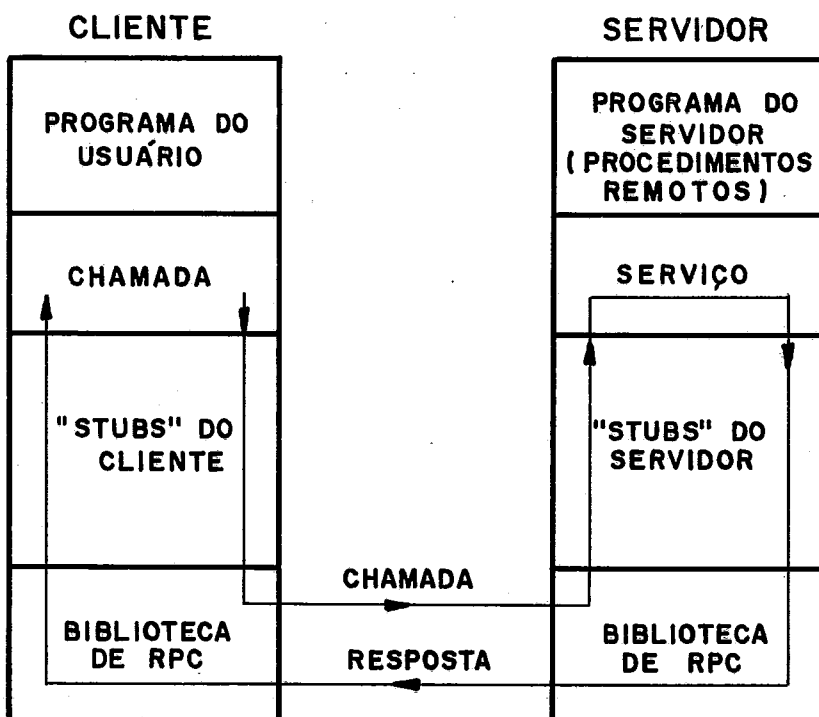 CLIENTE
PROGRAMA DO
USUÁRIO
CHAMADA
"STUBS" DO
CLIENTE
BIBLIOTECA
DE RPC
CHAMADA
RESPOSTA
SERVIDOR
PROGRAMA DO
SERVIDOR
(PROCEDIMENTOS
REMOTOS)
SERVIÇO
"STUBS" DO
SERVIDOR
BIBLIOTECA
DE RPC